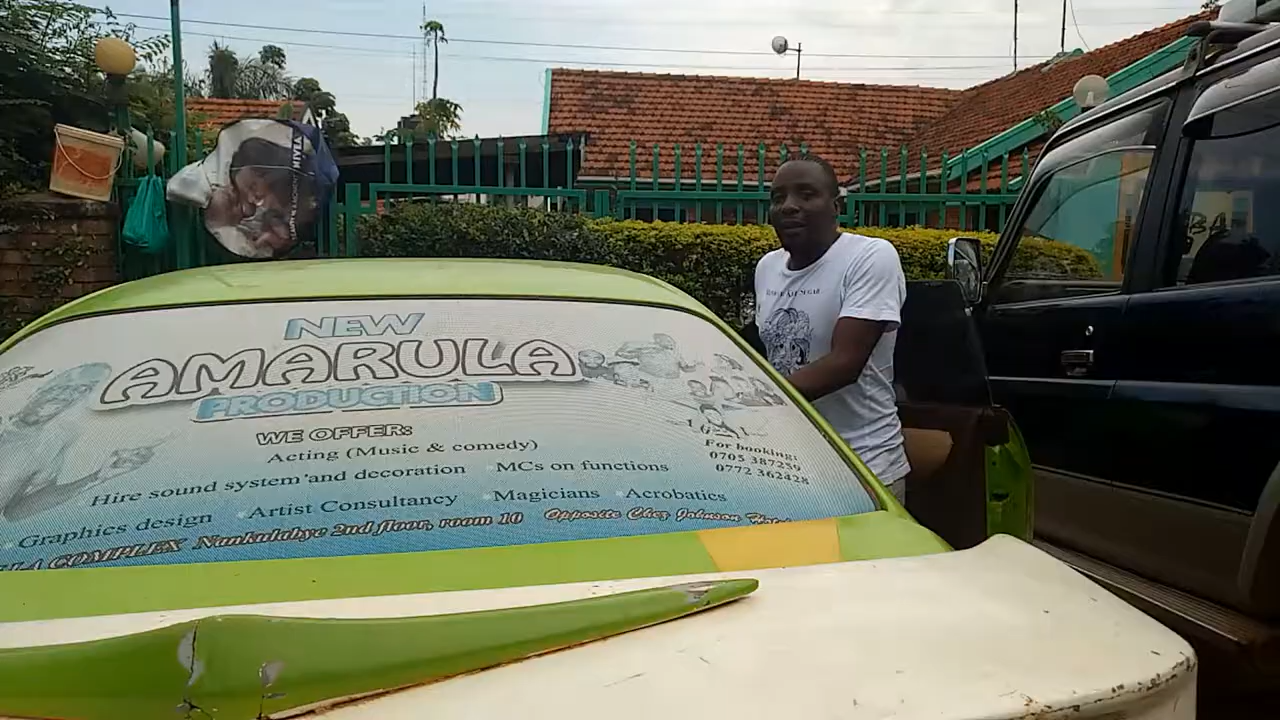 NEW
AMARULA
PRODUCTION
WE OFFER:
Acting (Music & comedy)
Hire sound system and decoration MCs on functions
Graphics design Artist Consultancy Magicians Acrobatics
COMPLEX Nankulabye 2nd floor, room 10 Opposite Chez Johnson Hotel
For booking:
0705 387259
0772 362428